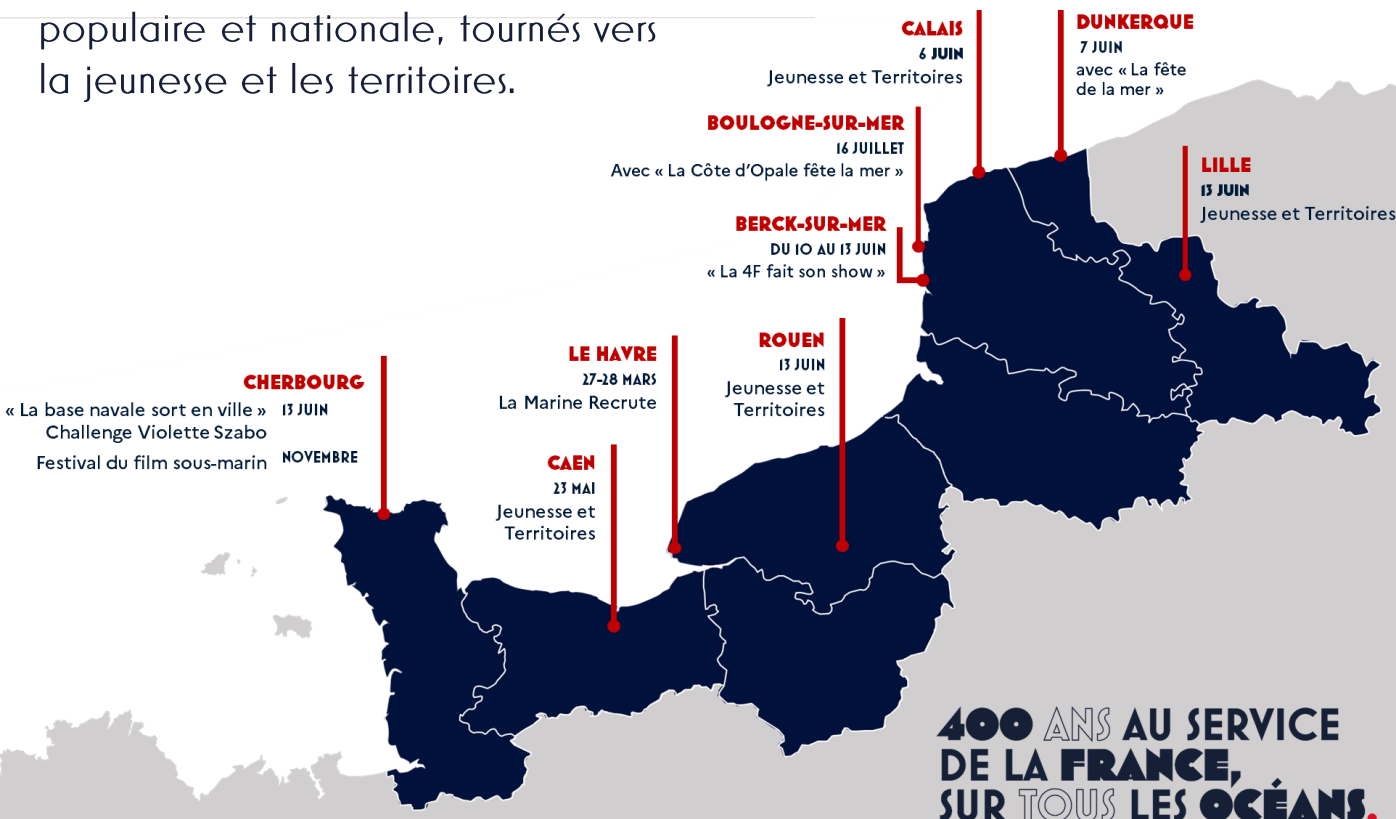 populaire et nationale, tournés vers
la jeunesse et les territoires.
CALAIS
6 JUIN
Jeunesse et Territoires
DUNKERQUE
7 JUIN
avec « La fête
de la mer »
BOULOGNE-SUR-MER
16 JUILLET
Avec « La Côte d'Opale fête la mer »
LILLE
13 JUIN
Jeunesse et Territoires
BERCK-SUR-MER
DU 10 AU 13 JUIN
« La 4F fait son show »
ROUEN
13 JUIN
Jeunesse et
Territoires
LE HAVRE
27-28 MARS
La Marine Recrute
CHERBOURG
« La base navale sort en ville » 13 JUIN
Challenge Violette Szabo
Festival du film sous-marin NOVEMBRE
CAEN
23 MAI
Jeunesse et
Territoires
400 ANS AU SERVICE
DE LA FRANCE,
SUR TOUS LES OCÉANS.